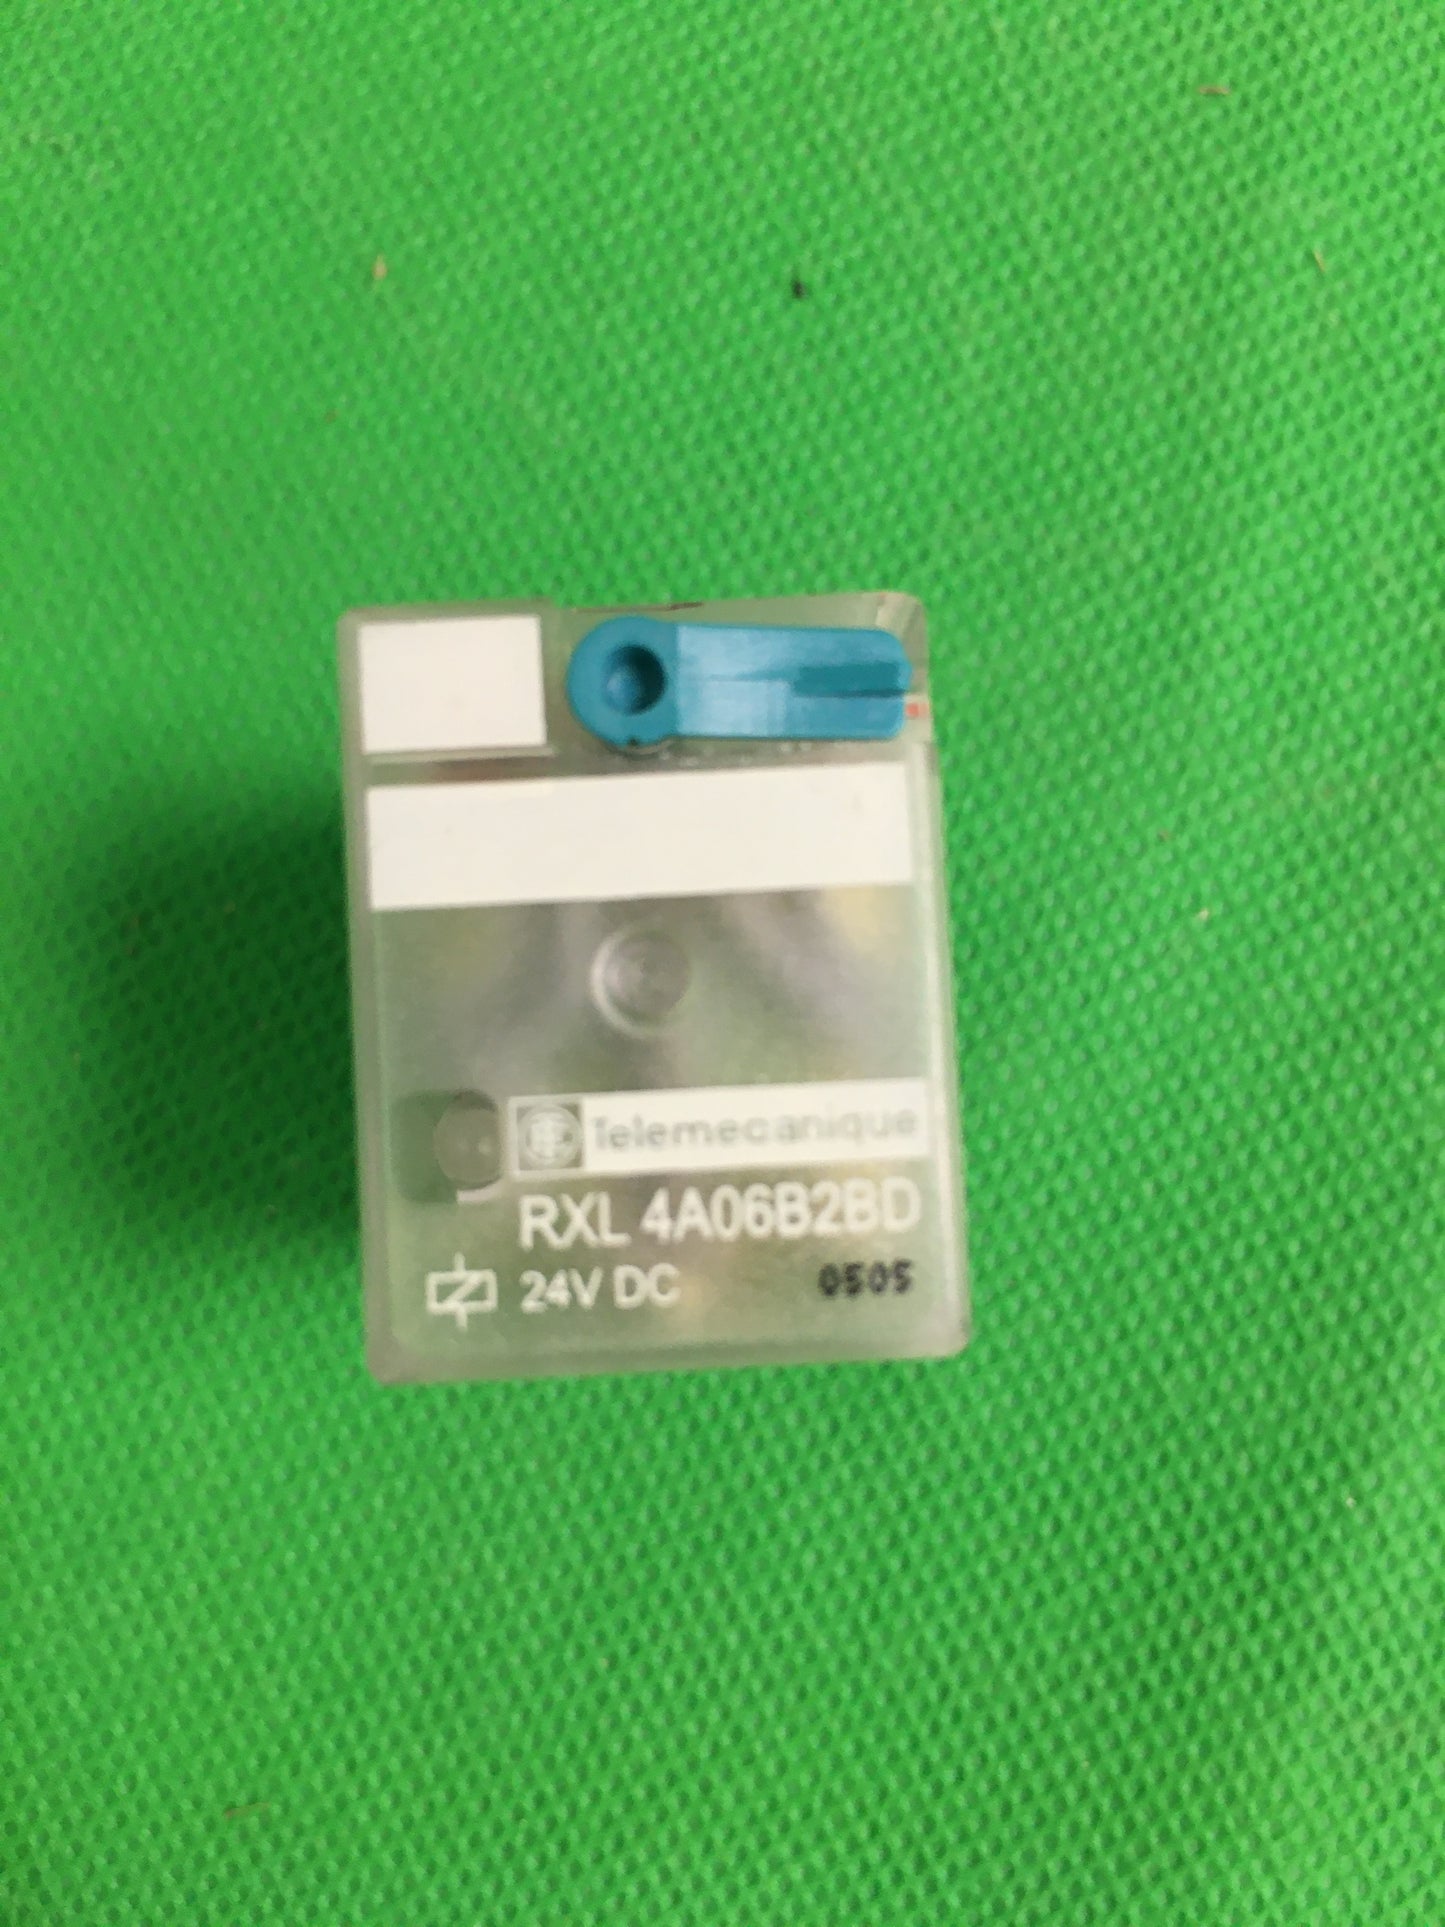 Telemecanique
RXL 4A06B2BD
24V DC 0505